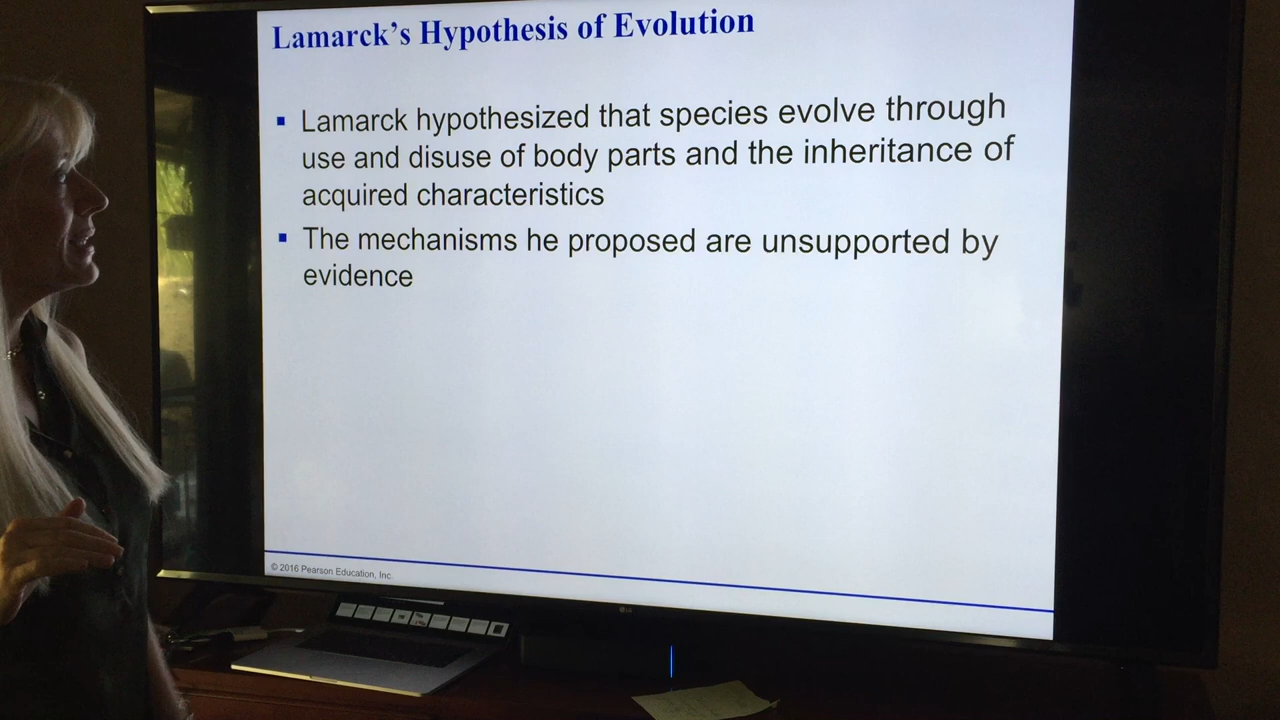 Lamarck’s Hypothesis of Evolution
▪ Lamarck hypothesized that species evolve through
use and disuse of body parts and the inheritance of
acquired characteristics
▪ The mechanisms he proposed are unsupported by
evidence
© 2016 Pearson Education, Inc.
LG